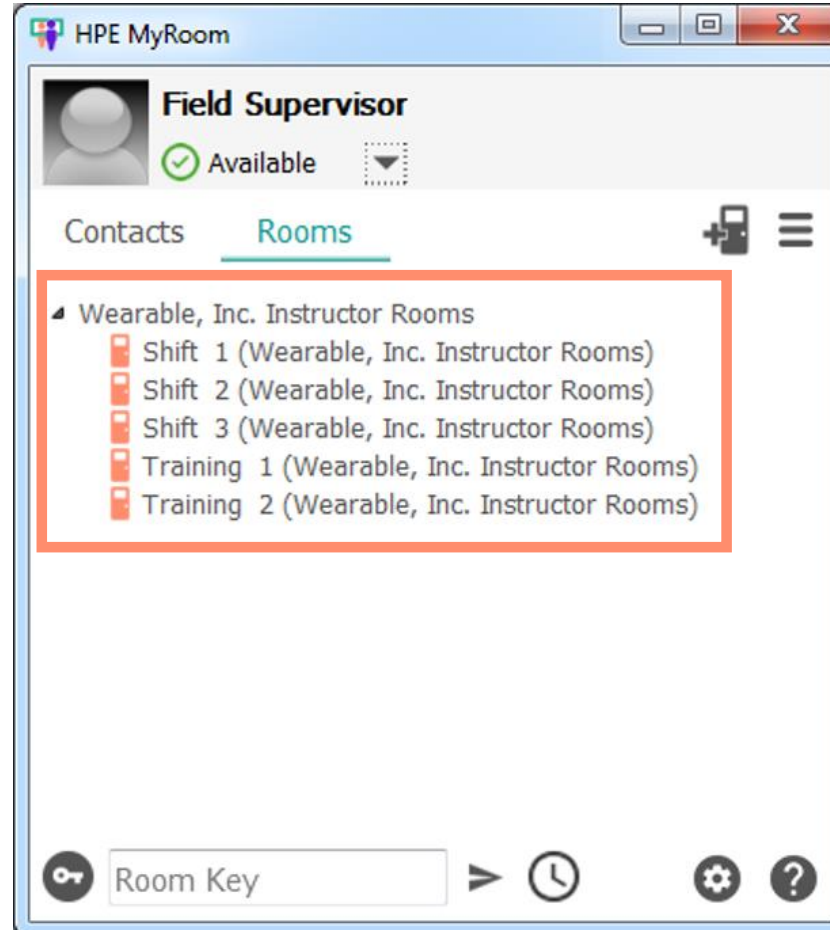 HPE MyRoom
Field Supervisor
Available
Contacts Rooms
Wearable, Inc. Instructor Rooms
Shift 1 (Wearable, Inc. Instructor Rooms)
Shift 2 (Wearable, Inc. Instructor Rooms)
Shift 3 (Wearable, Inc. Instructor Rooms)
Training 1 (Wearable, Inc. Instructor Rooms)
Training 2 (Wearable, Inc. Instructor Rooms)
Room Key
?